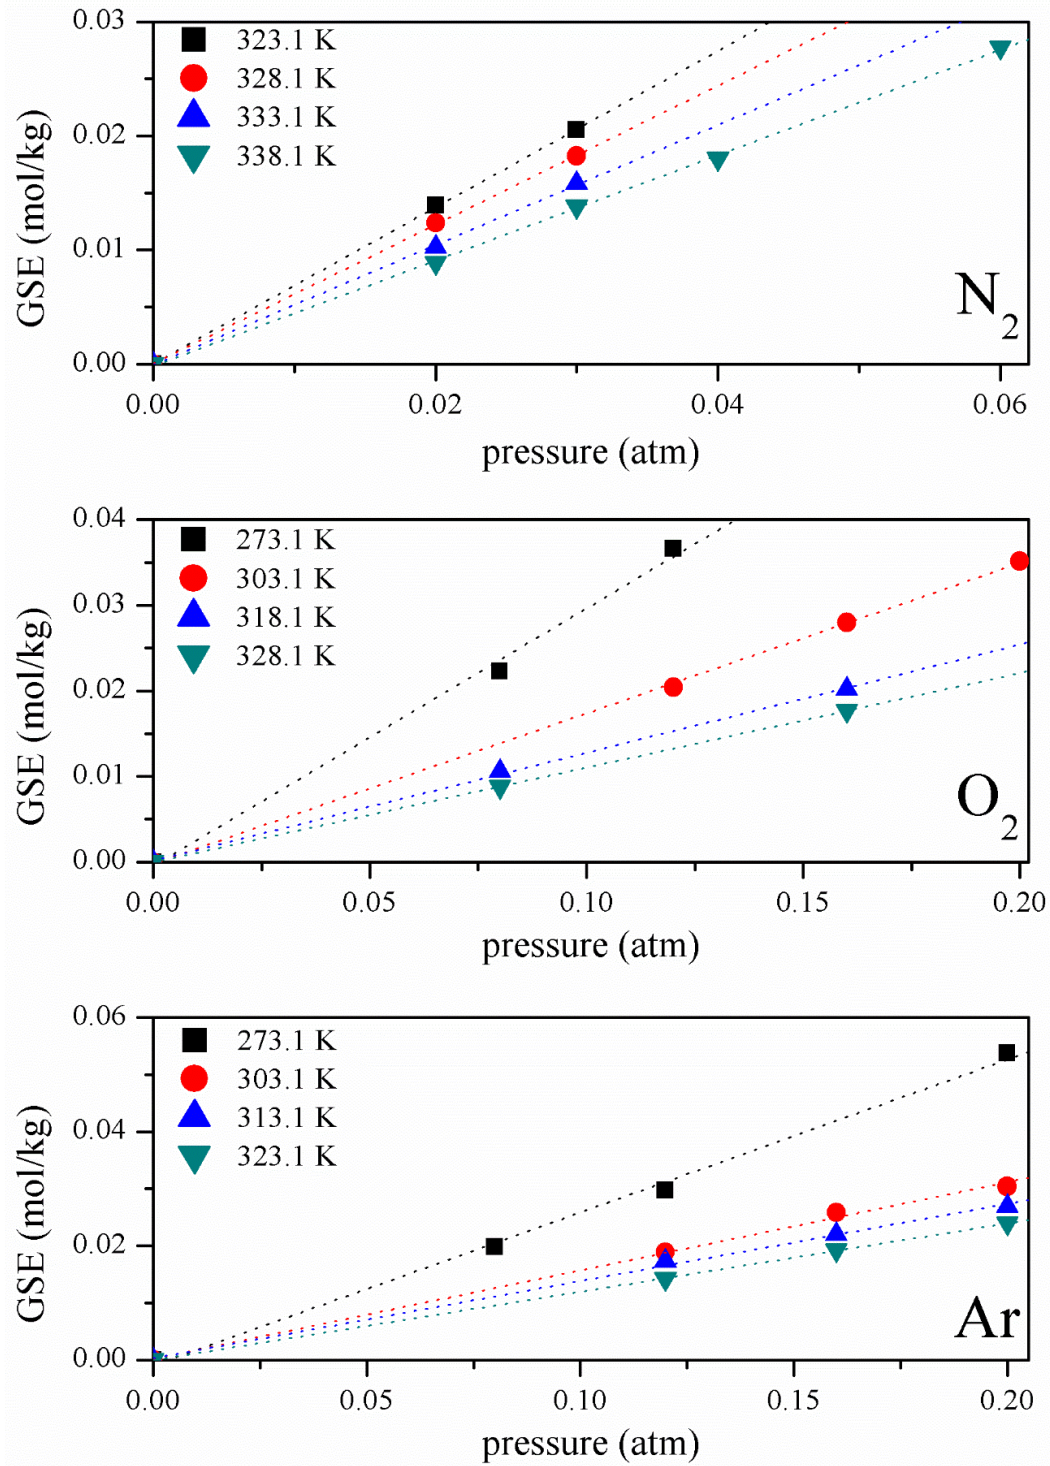 0.03
323.1 K
328.1 K
333.1 K
338.1 K
0.02
0.01
0.00
GSE (mol/kg)
N2
0.00 0.02 0.04 0.06
pressure (atm)
0.04
273.1 K
303.1 K
318.1 K
328.1 K
0.03
0.02
0.01
0.00
GSE (mol/kg)
O2
0.00 0.05 0.10 0.15 0.20
pressure (atm)
0.06
273.1 K
303.1 K
313.1 K
323.1 K
0.04
0.02
0.00
GSE (mol/kg)
Ar
0.00 0.05 0.10 0.15 0.20
pressure (atm)